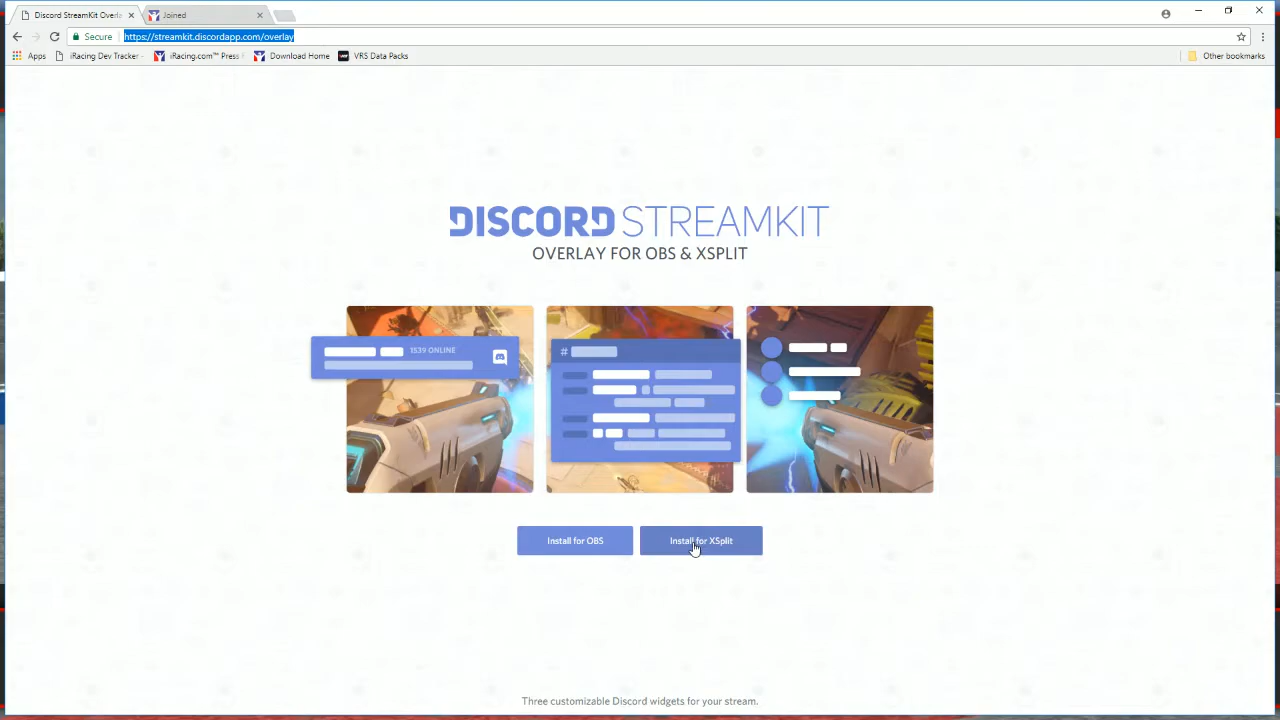 Discord StreamKit Overla
Joined
Secure
https://streamkit.discordapp.com/overlay
Apps
iRacing Dev Tracker -
iRacing.com™ Press
Download Home
VRS Data Packs
Other bookmarks
DISCORD STREAMKIT
OVERLAY FOR OBS & XSPLIT
1539 ONLINE
#
Install for OBS
Install for XSplit
Three customizable Discord widgets for your stream.